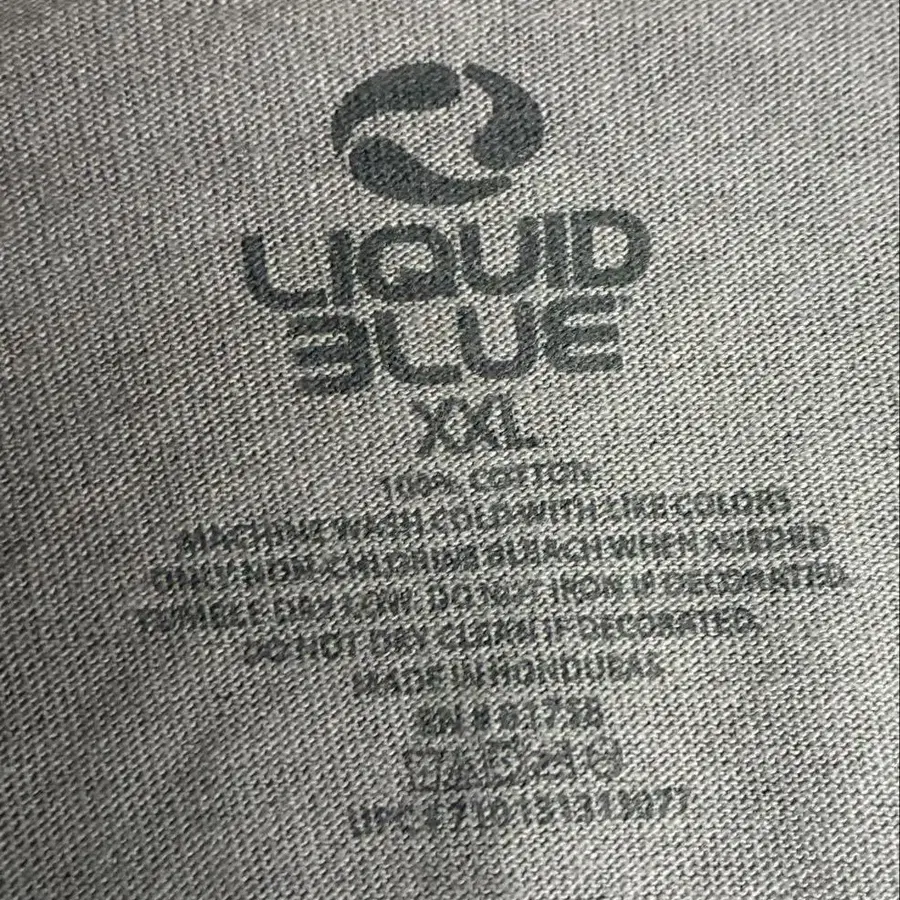 LIQUID
BLUE
XXL
100% COTTON
MACHINE WASH COLD WITH LIKE COLORS
ONLY NON-CHLORINE BLEACH WHEN NEEDED
TUMBLE DRY LOW. DO NOT IRON IF DECORATED.
DO NOT DRY CLEAN IF DECORATED.
MADE IN HONDURAS
RN #
UPC #